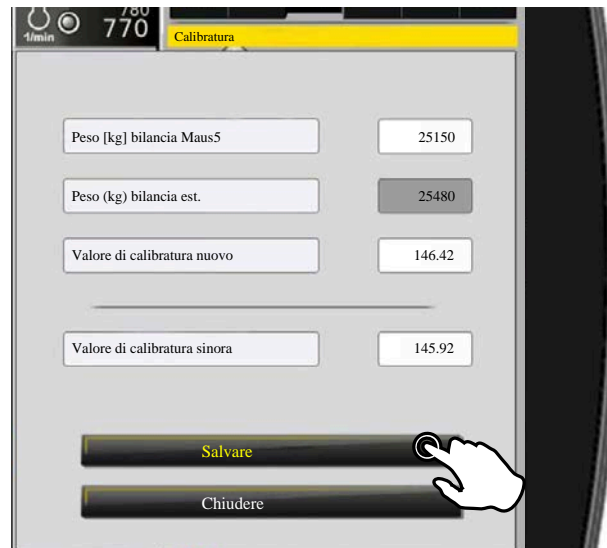 780
1/min 770
Calibratura
Peso [kg] bilancia Maus5 25150
Peso (kg) bilancia est. 25480
Valore di calibratura nuovo 146.42
Valore di calibratura sinora 145.92
Salvare
Chiudere